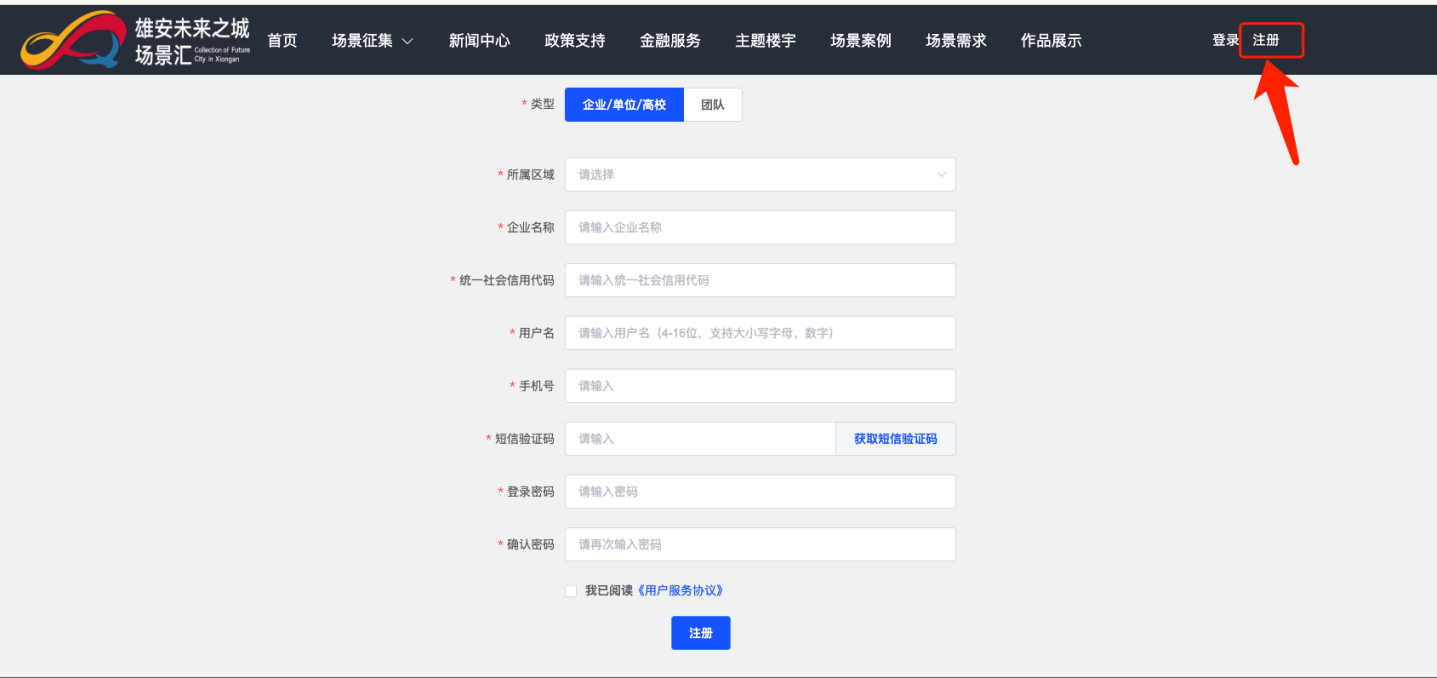 雄安未来之城
场景汇 Collection of Future City in Xiongan
首页 场景征集 新闻中心 政策支持 金融服务 主题楼宇 场景案例 场景需求 作品展示 登录 注册
* 类型 企业/单位/高校 团队
* 所属区域 请选择
* 企业名称 请输入企业名称
* 统一社会信用代码 请输入统一社会信用代码
* 用户名 请输入用户名（4-16位，支持大小写字母、数字）
* 手机号 请输入
* 短信验证码 请输入 获取短信验证码
* 登录密码 请输入密码
* 确认密码 请再次输入密码
我已阅读《用户服务协议》
注册